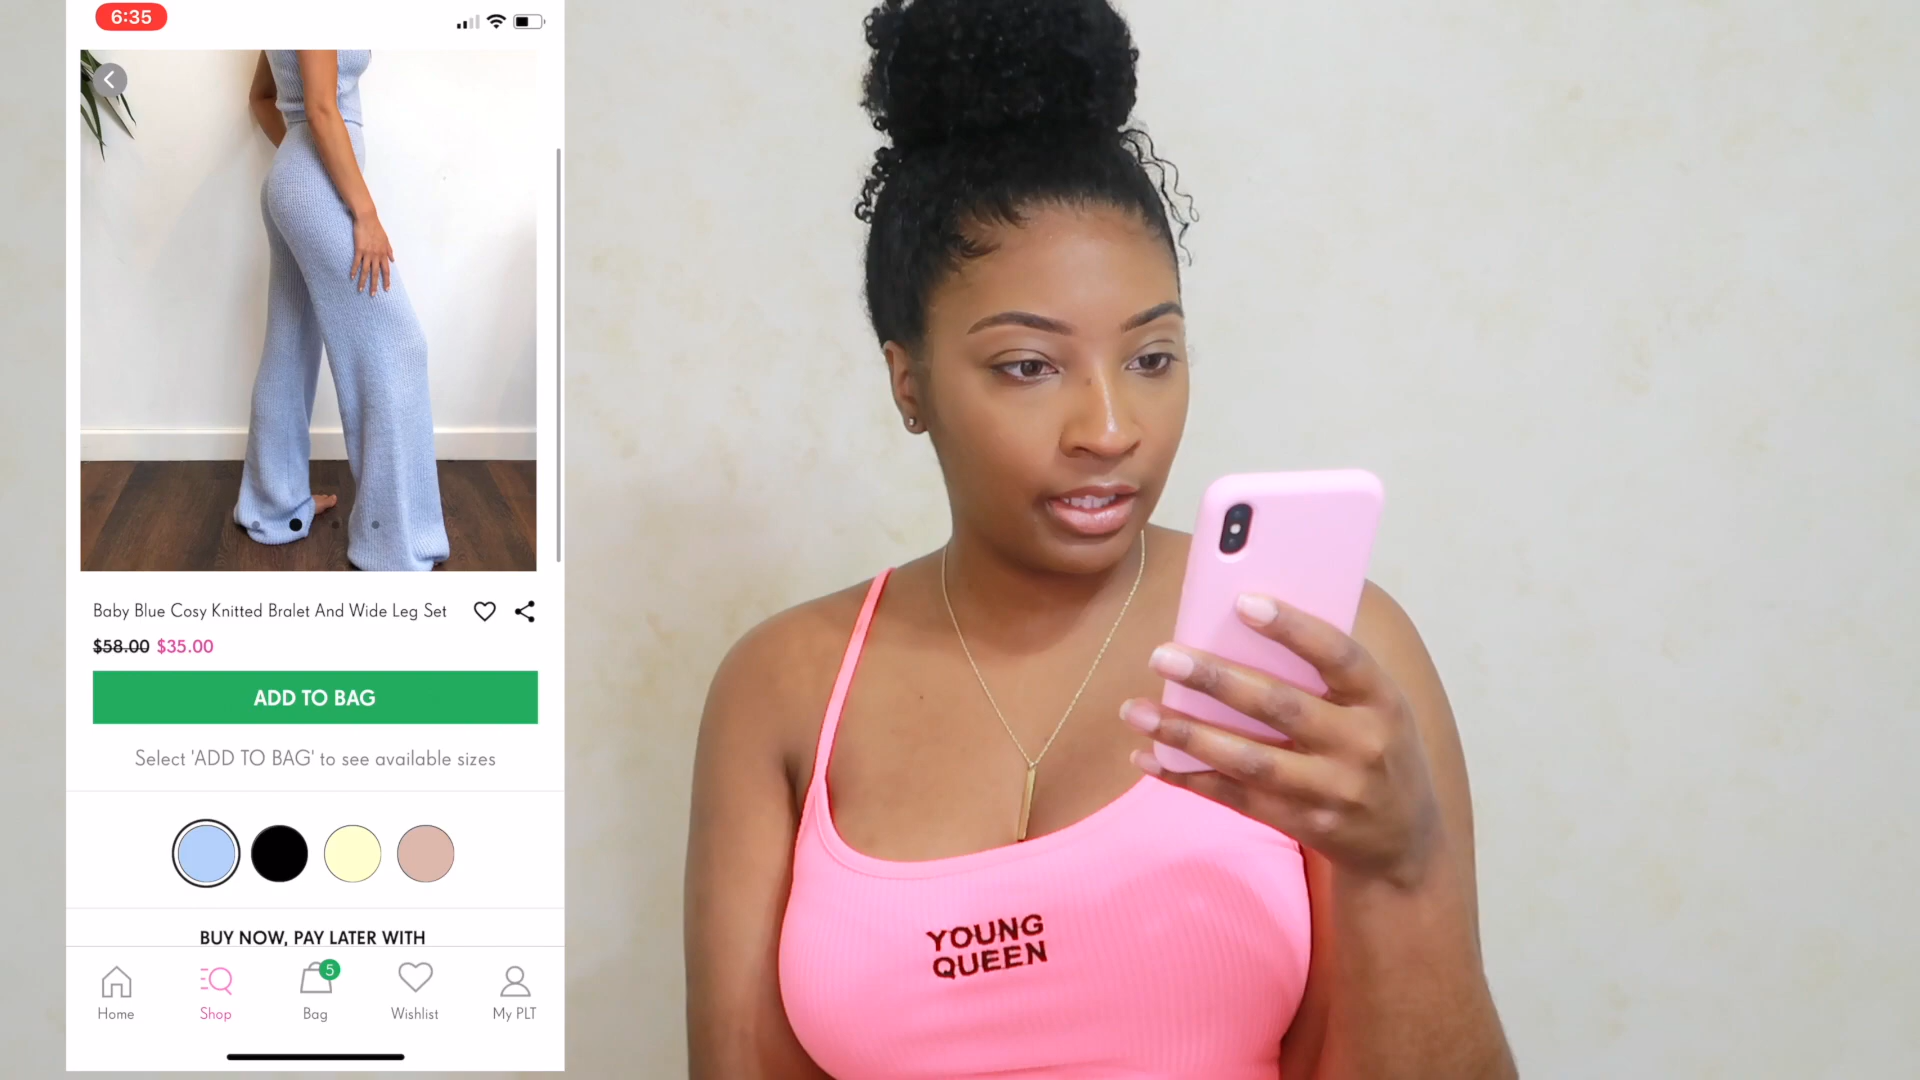 6:35
Baby Blue Cosy Knitted Bralet And Wide Leg Set
$58.00 $35.00
ADD TO BAG
Select 'ADD TO BAG' to see available sizes
BUY NOW, PAY LATER WITH
5
Home
Shop
Bag
Wishlist
My PLT
YOUNG
QUEEN